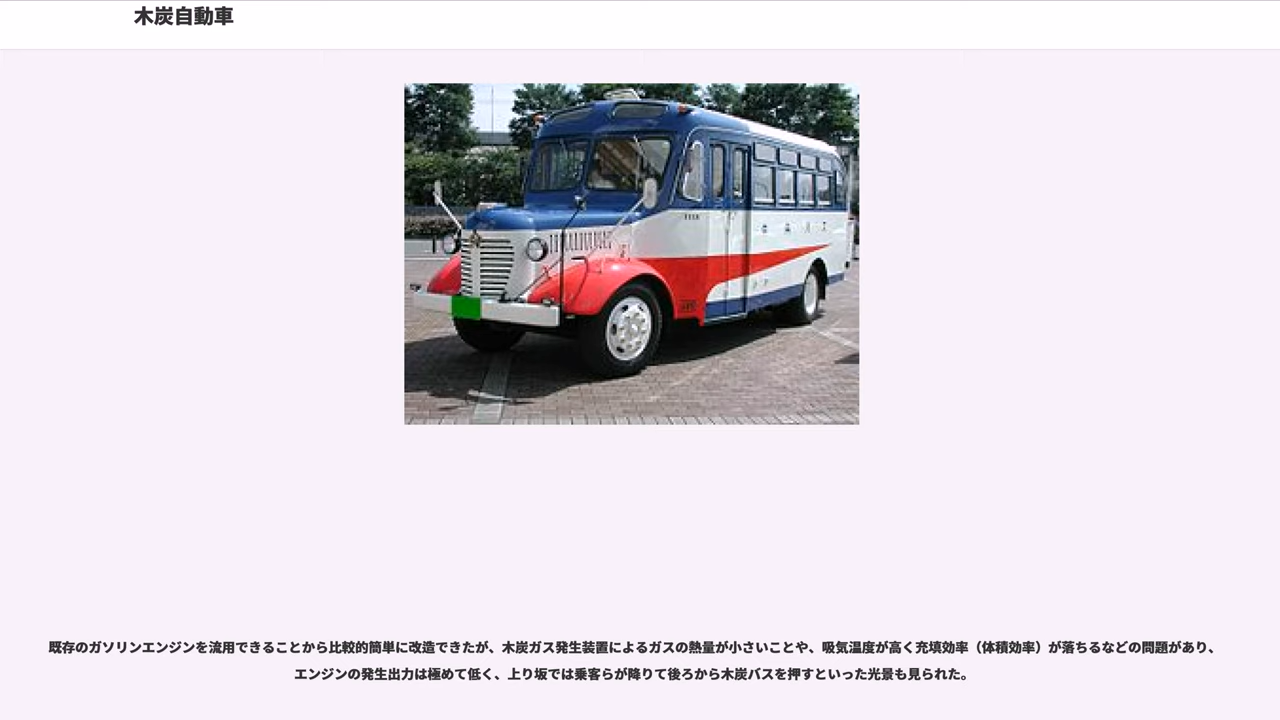 木炭自動車
既存のガソリンエンジンを流用できることから比較的簡単に改造できたが、木炭ガス発生装置によるガスの熱量が小さいことや、吸気温度が高く充填効率（体積効率）が落ちるなどの問題があり、
エンジンの発生出力は極めて低く、上り坂では乗客らが降りて後ろから木炭バスを押すといった光景も見られた。